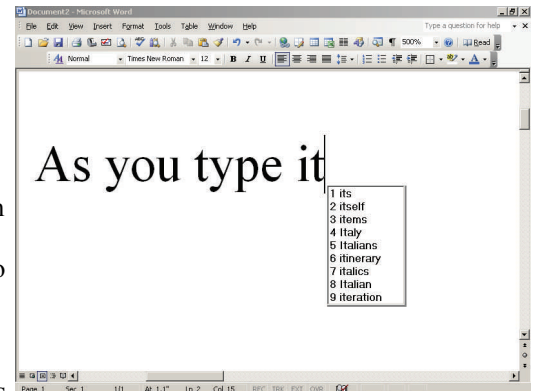 Document2 - Microsoft Word
File Edit View Insert Format Tools Table Window Help Type a question for help
500% Read
Normal Times New Roman 12 B I U
As you type it
1 its
2 itself
3 items
4 Italy
5 Italians
6 itinerary
7 italics
8 Italian
9 iteration
Page 1 Sec 1 1/1 At 1.1" Ln 2 Col 15 REC TRK EXT OVR